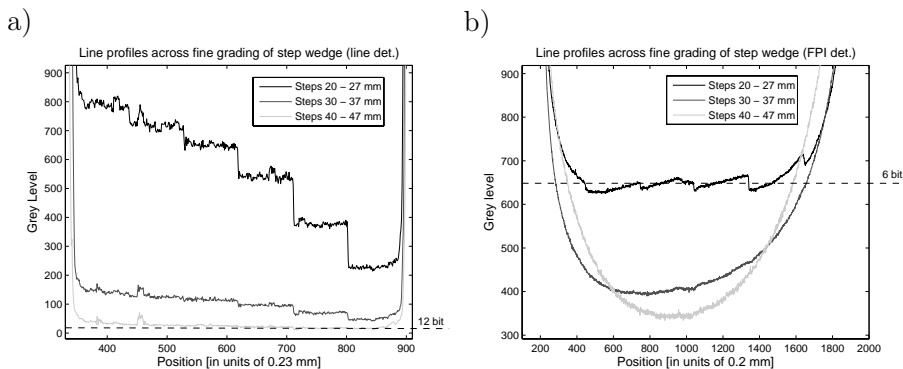 a)
Line profiles across fine grading of step wedge (line det.)
Grey Level
900
800
700
600
500
400
300
200
100
0
Steps 20 – 27 mm
Steps 30 – 37 mm
Steps 40 – 47 mm
12 bit
400 500 600 700 800 900
Position [in units of 0.23 mm]
b)
Line profiles across fine grading of step wedge (FPI det.)
Grey level
900
800
700
600
500
400
300
Steps 20 – 27 mm
Steps 30 – 37 mm
Steps 40 – 47 mm
6 bit
200 400 600 800 1000 1200 1400 1600 1800 2000
Position [in units of 0.2 mm]